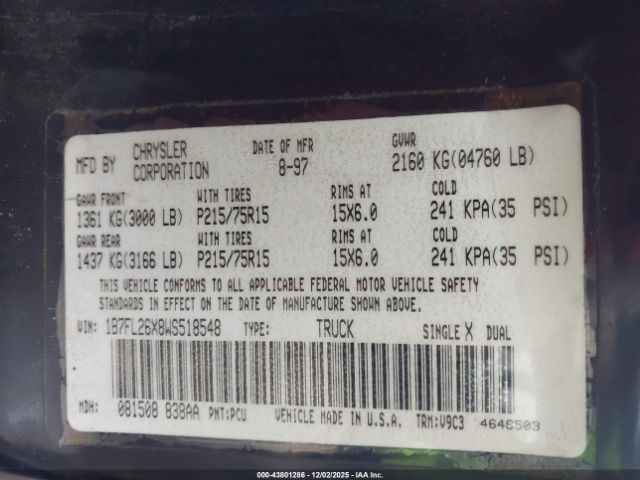 MFD BY CHRYSLER CORPORATION DATE OF MFR 8-97 GVWR 2160 KG(04760 LB)
GAWR FRONT WITH TIRES RIMS AT COLD
1361 KG(3000 LB) P215/75R15 15X6.0 241 KPA(35 PSI)
GAWR REAR WITH TIRES RIMS AT COLD
1437 KG(3166 LB) P215/75R15 15X6.0 241 KPA(35 PSI)
THIS VEHICLE CONFORMS TO ALL APPLICABLE FEDERAL MOTOR VEHICLE SAFETY
STANDARDS IN EFFECT ON THE DATE OF MANUFACTURE SHOWN ABOVE.
VIN: 1B7FL26X8WS518548 TYPE: TRUCK SINGLE X DUAL
MDH: 081508 838AA PNT:PCU VEHICLE MADE IN U.S.A. TRM:V9C3 4648503
000-43801286 - 12/02/2025 - IAAI.COM